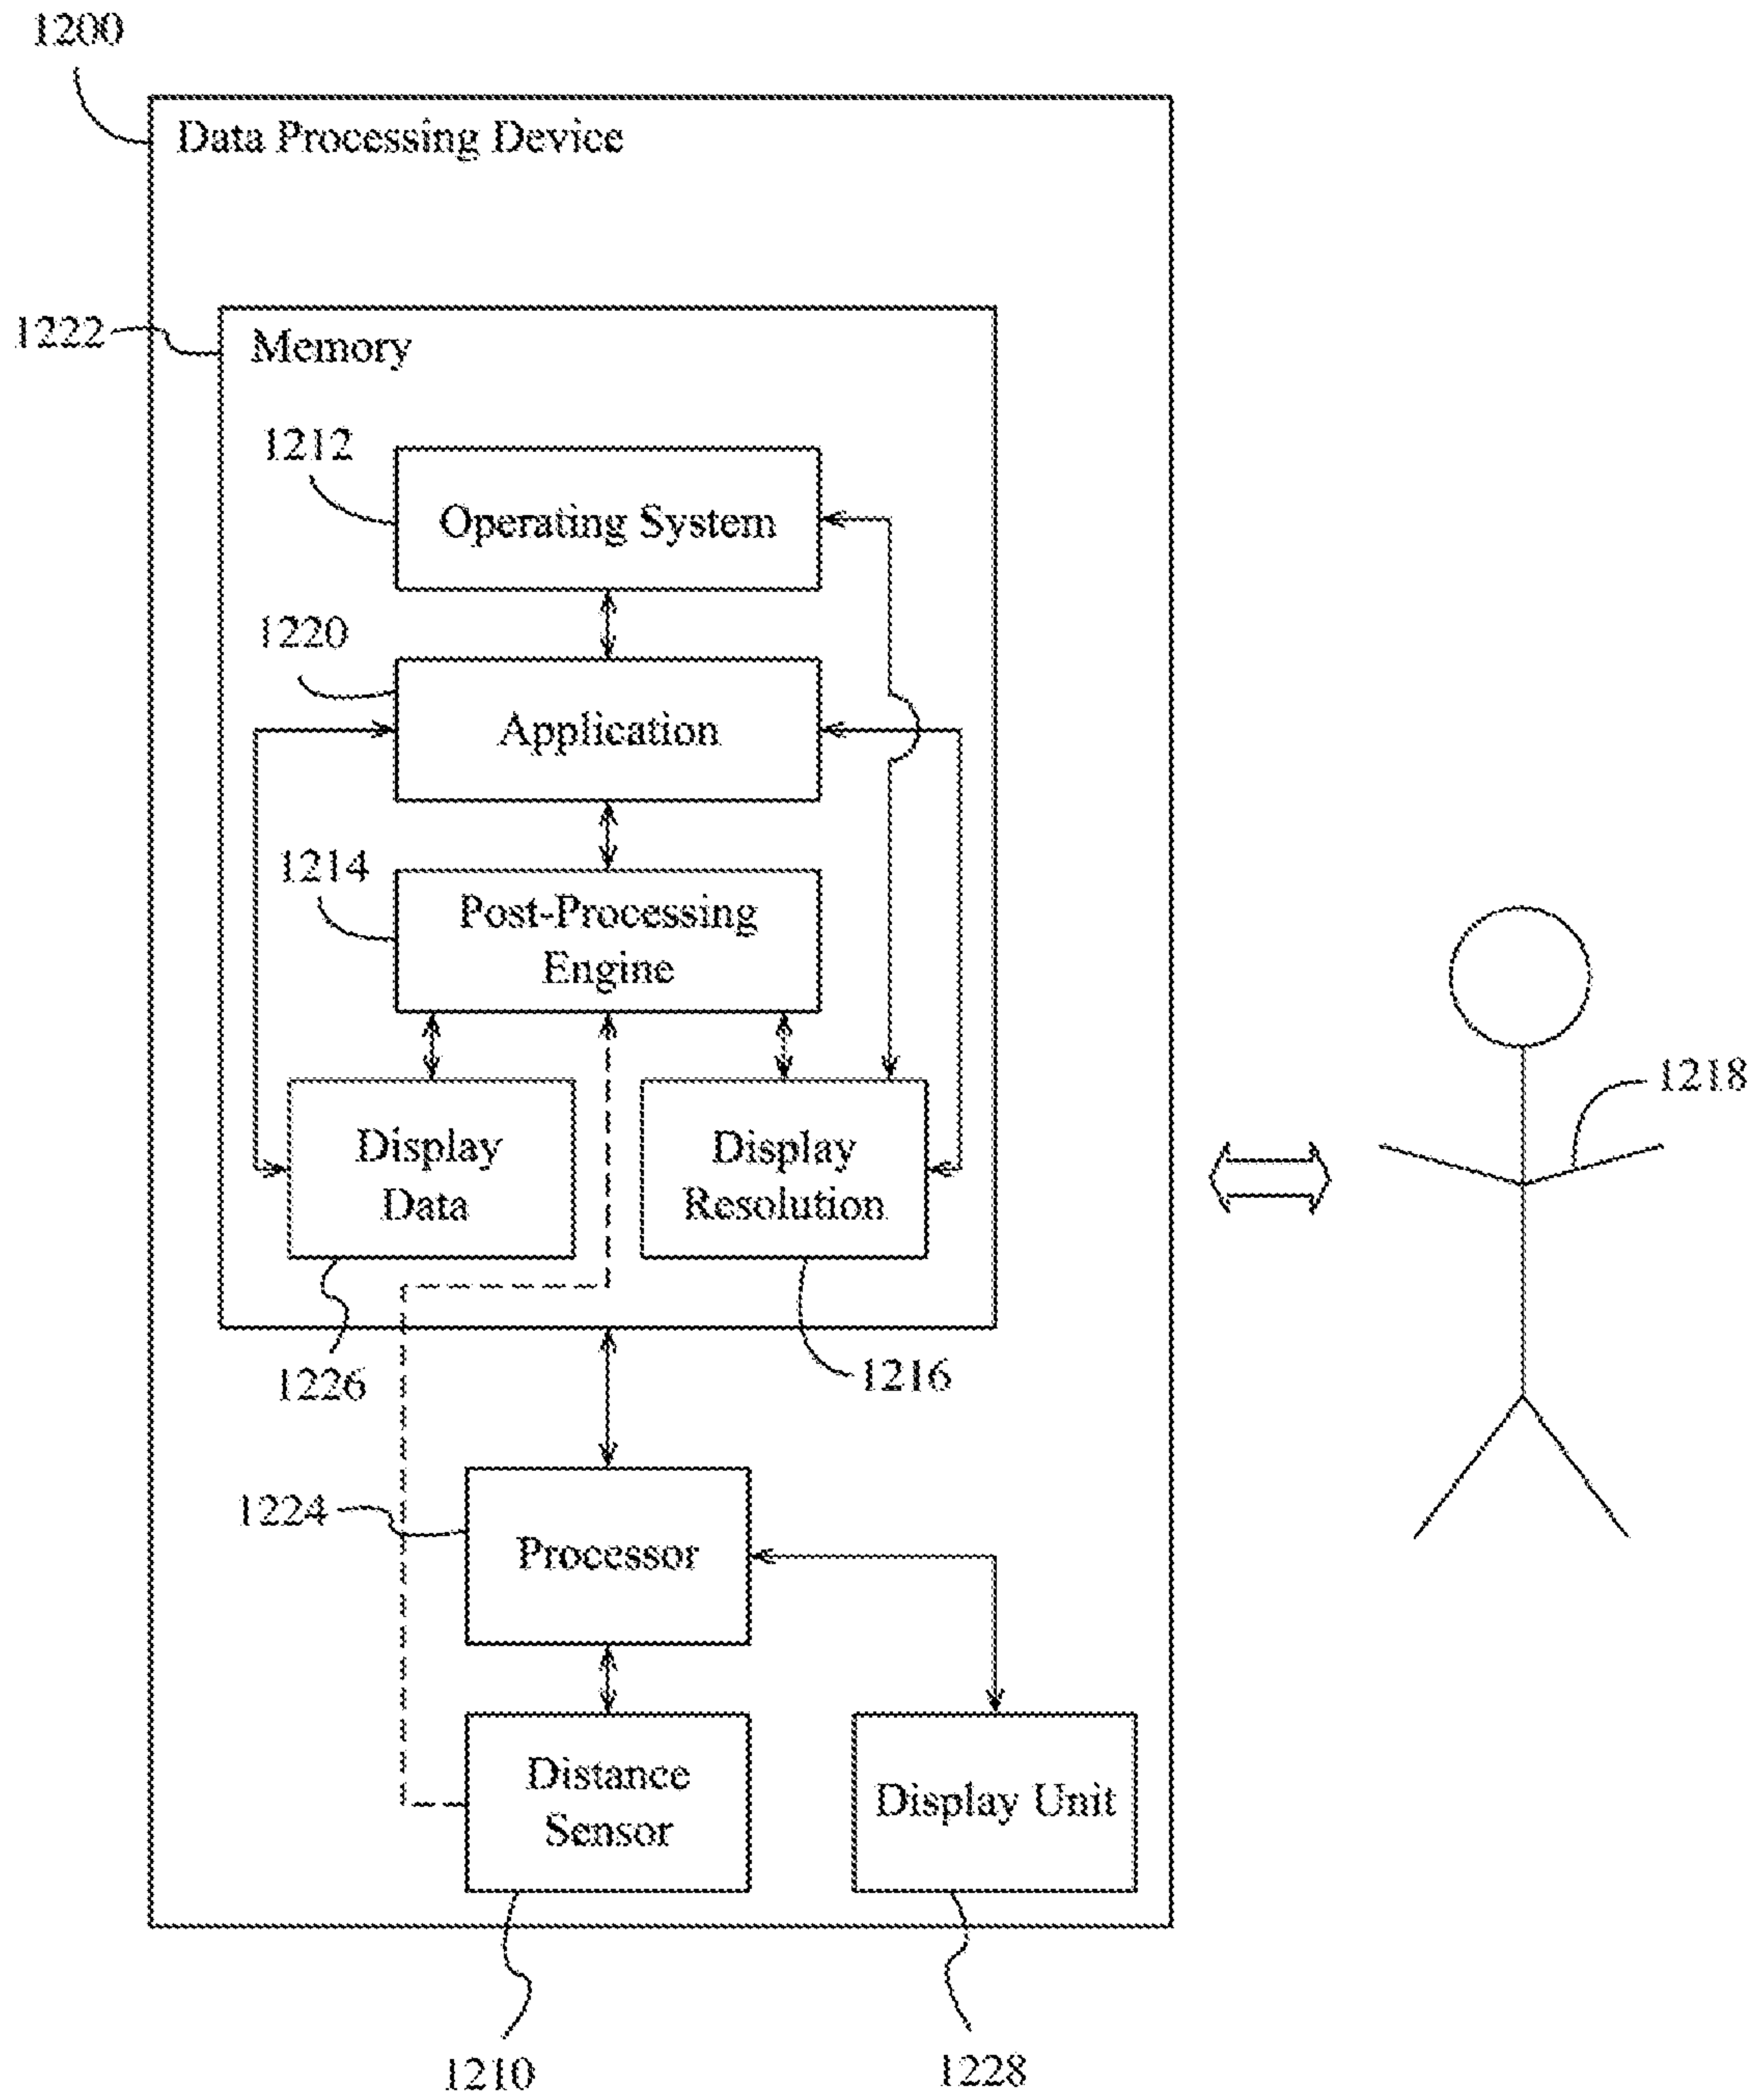 1200
Data Processing Device
1222
Memory
1212
Operating System
1220
Application
1214
Post-Processing
Engine
1218
Display
Data
Display
Resolution
1226
1216
1224
Processor
Distance
Sensor
Display Unit
1210
1228